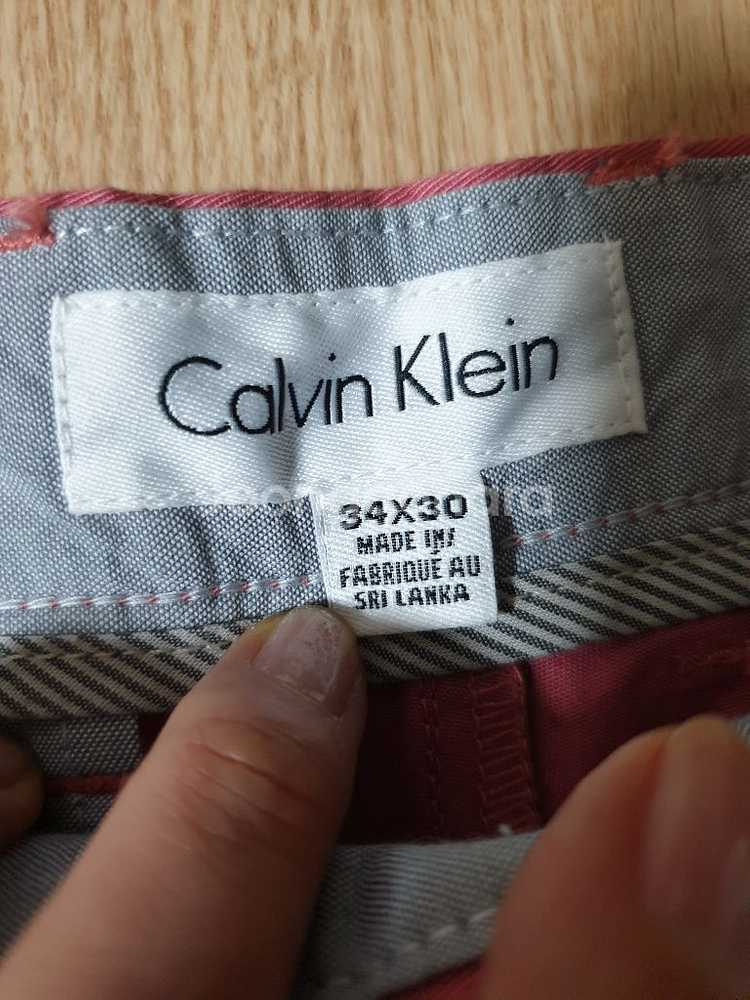 Calvin Klein
34X30
MADE IN/
FABRIQUÉ AU
SRI LANKA